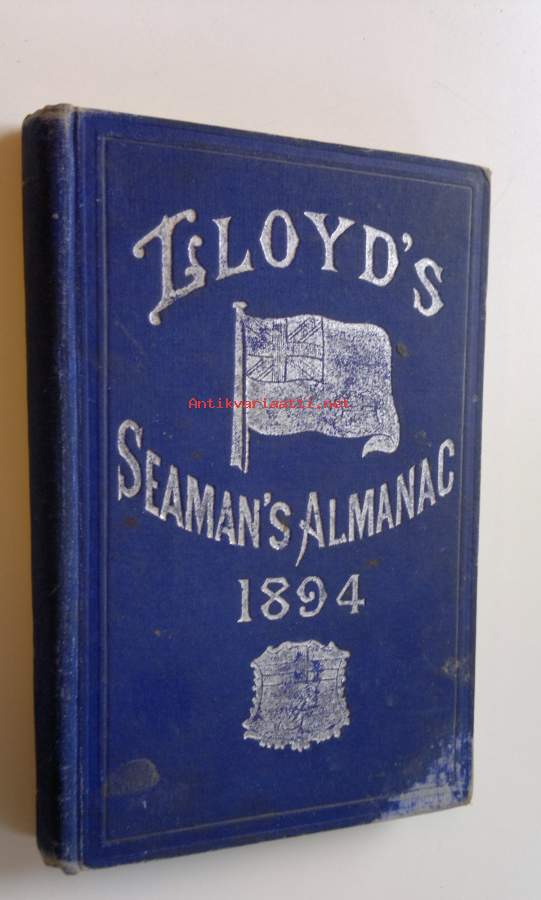 LLOYD'S
Antikvariaatti.net
SEAMAN'S ALMANAC
1894